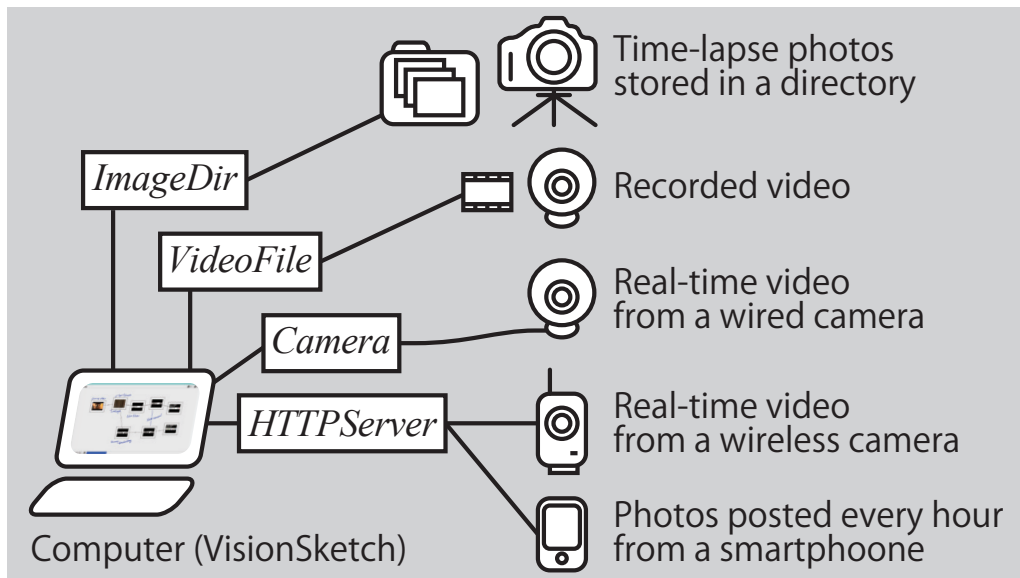 Time-lapse photos
stored in a directory
ImageDir
Recorded video
VideoFile
Real-time video
from a wired camera
Camera
Real-time video
from a wireless camera
HTTPServer
Photos posted every hour
from a smartphoone
Computer (VisionSketch)